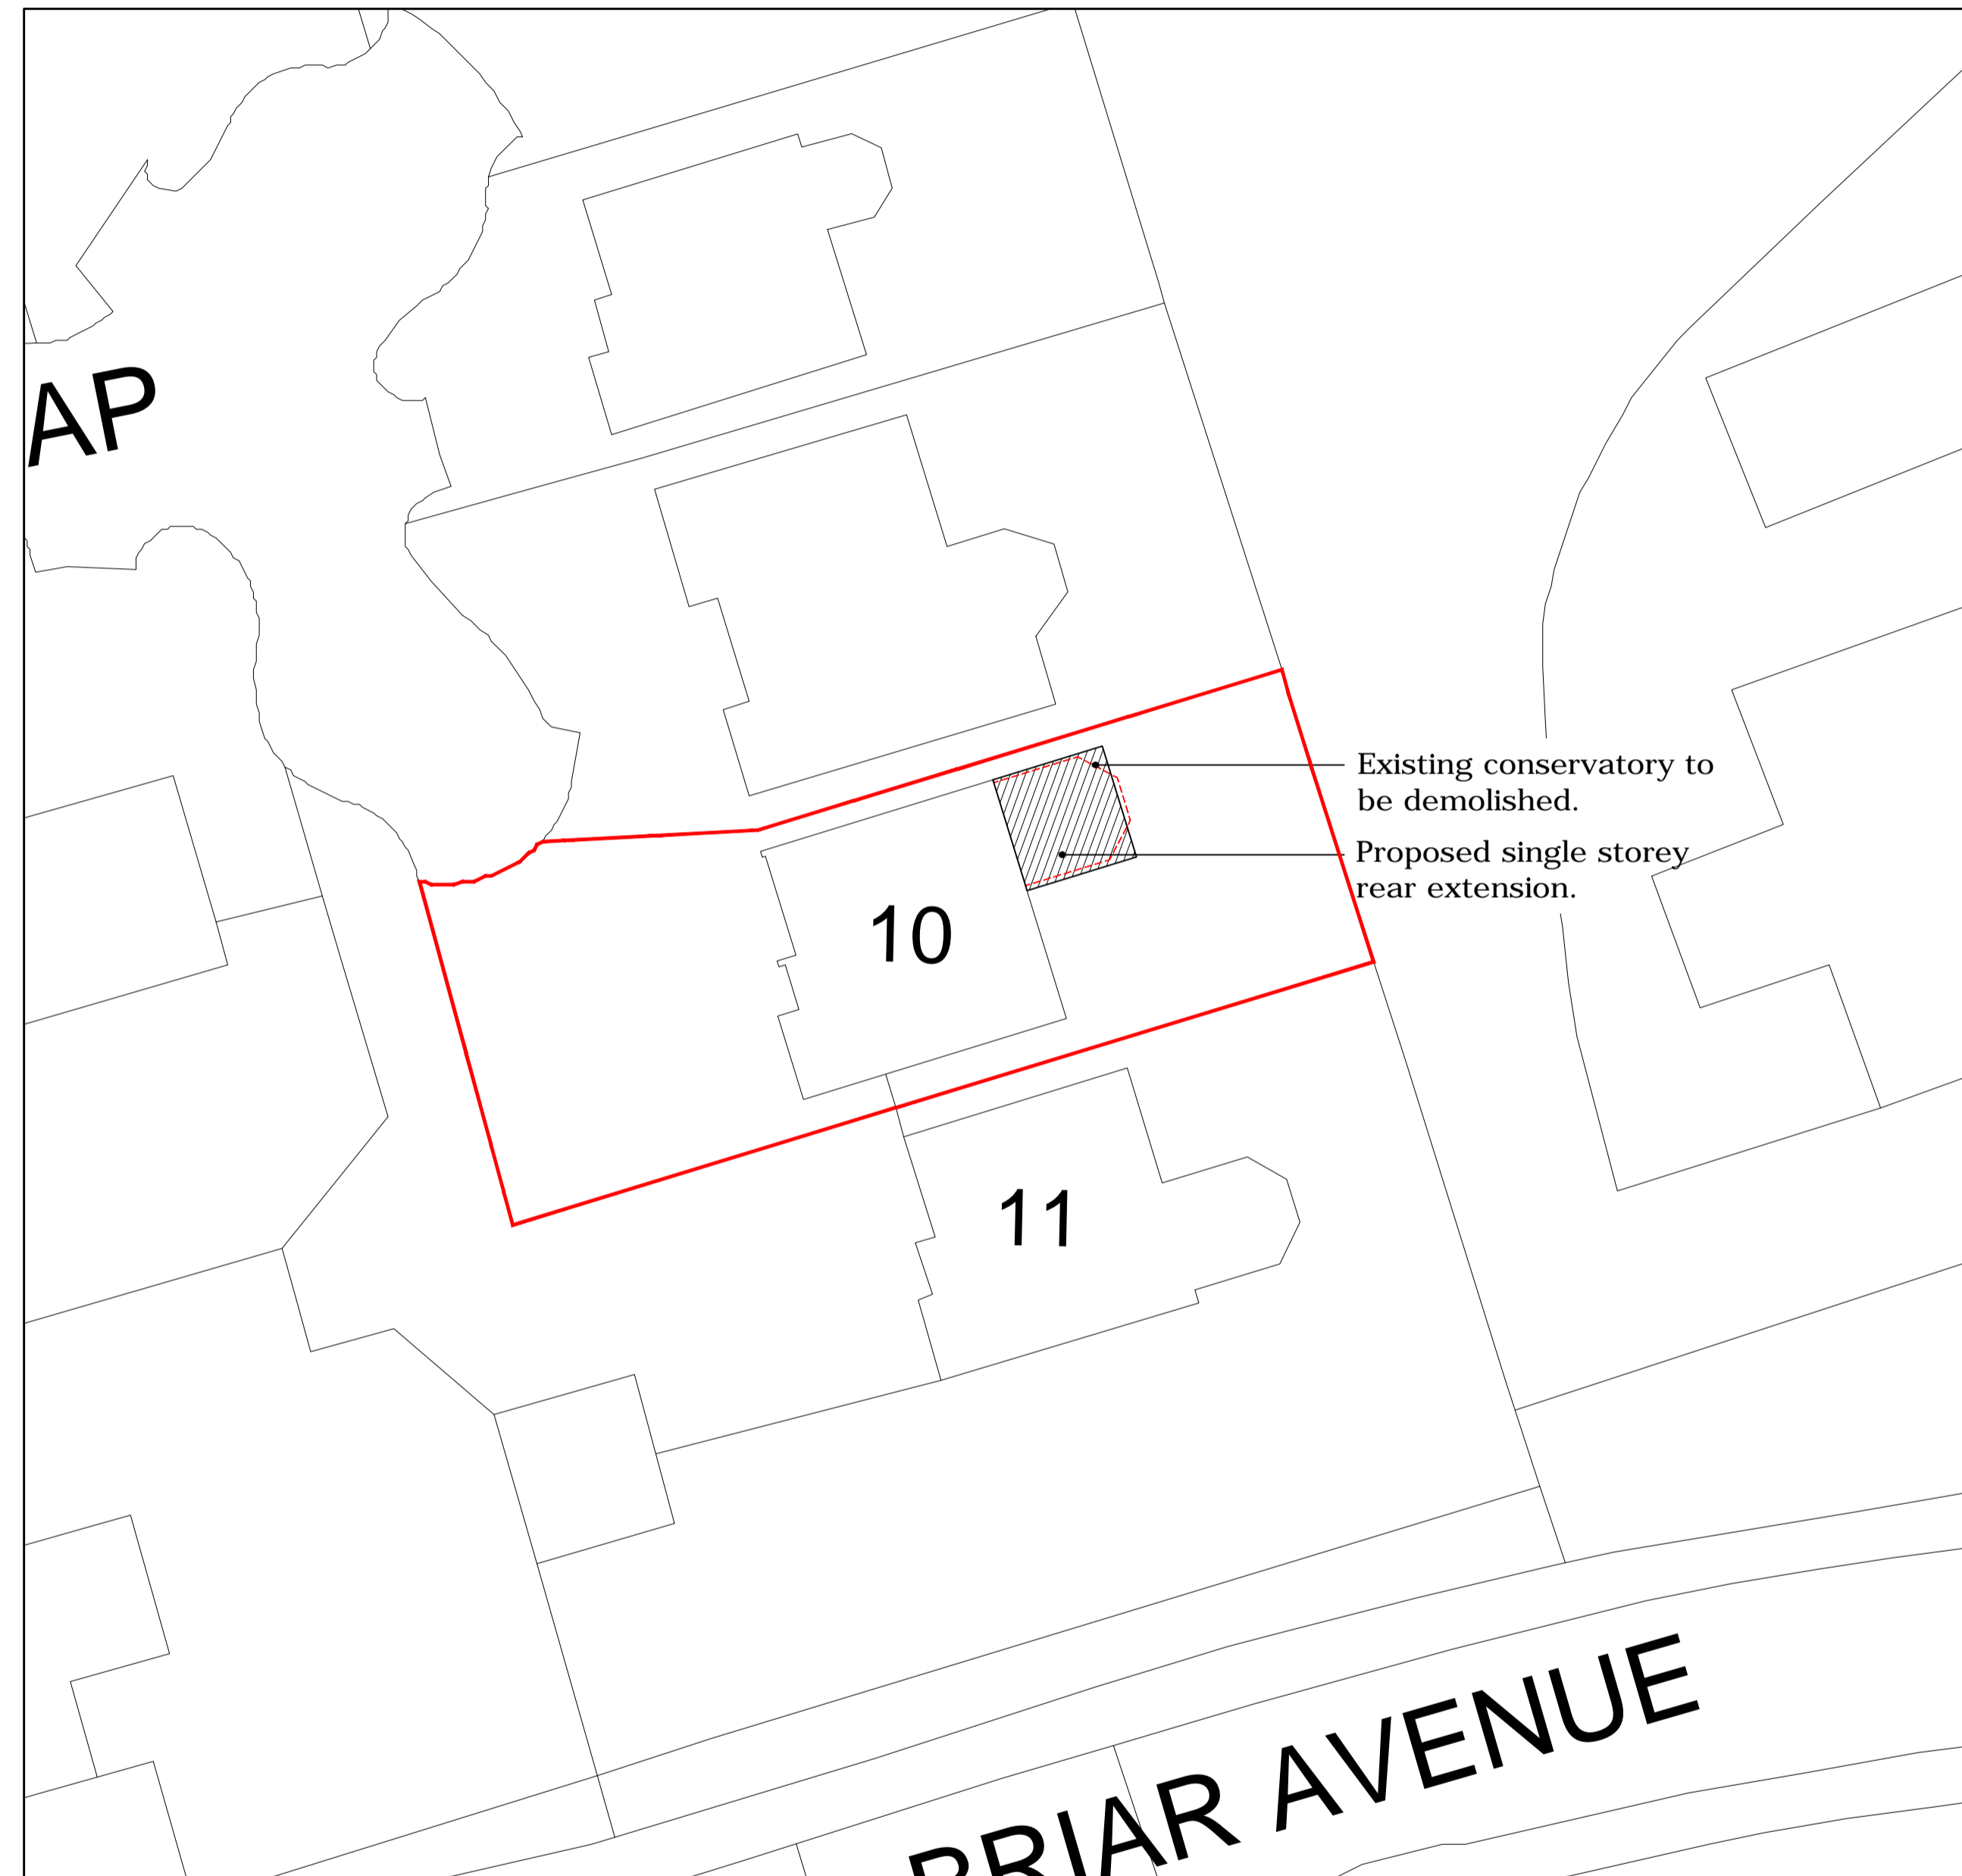 AP
Existing conservatory to
be demolished.
Proposed single storey
rear extension.
10
11
BRIAR AVENUE